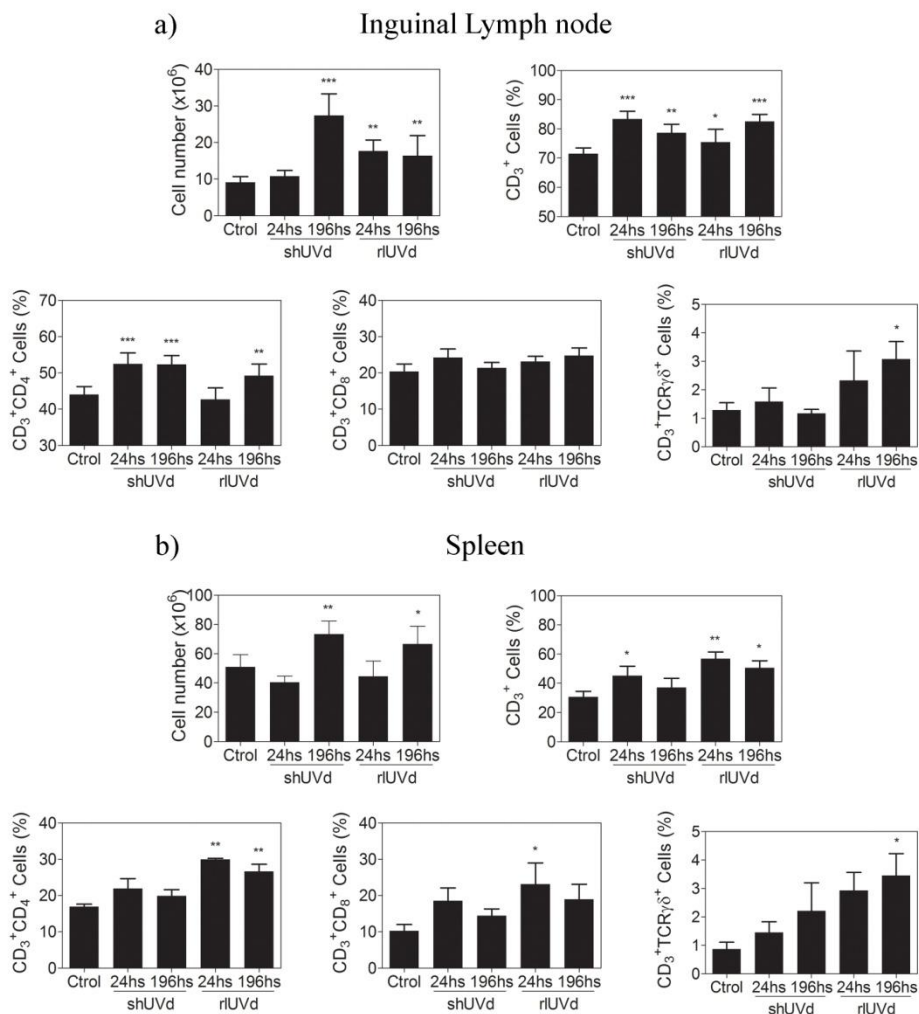 a) Inguinal Lymph node
Cell number (x10⁶)
40
30
20
10
0
***
**
**
Ctrol 24hs 196hs 24hs 196hs
shUVd rlUVd
CD₃⁺ Cells (%)
100
90
80
70
60
50
***
**
*
***
Ctrol 24hs 196hs 24hs 196hs
shUVd rlUVd
CD₃⁺CD₄⁺ Cells (%)
70
60
50
40
30
***
***
**
Ctrol 24hs 196hs 24hs 196hs
shUVd rlUVd
CD₃⁺CD₈⁺ Cells (%)
40
30
20
10
0
Ctrol 24hs 196hs 24hs 196hs
shUVd rlUVd
CD₃⁺TCRγδ⁺ Cells (%)
5
4
3
2
1
0
*
Ctrol 24hs 196hs 24hs 196hs
shUVd rlUVd
b) Spleen
Cell number (x10⁶)
100
80
60
40
20
0
**
*
Ctrol 24hs 196hs 24hs 196hs
shUVd rlUVd
CD₃⁺ Cells (%)
100
80
60
40
20
0
*
**
*
Ctrol 24hs 196hs 24hs 196hs
shUVd rlUVd
CD₃⁺CD₄⁺ Cells (%)
40
30
20
10
0
**
**
Ctrol 24hs 196hs 24hs 196hs
shUVd rlUVd
CD₃⁺CD₈⁺ Cells (%)
40
30
20
10
0
*
Ctrol 24hs 196hs 24hs 196hs
shUVd rlUVd
CD₃⁺TCRγδ⁺ Cells (%)
5
4
3
2
1
0
*
Ctrol 24hs 196hs 24hs 196hs
shUVd rlUVd